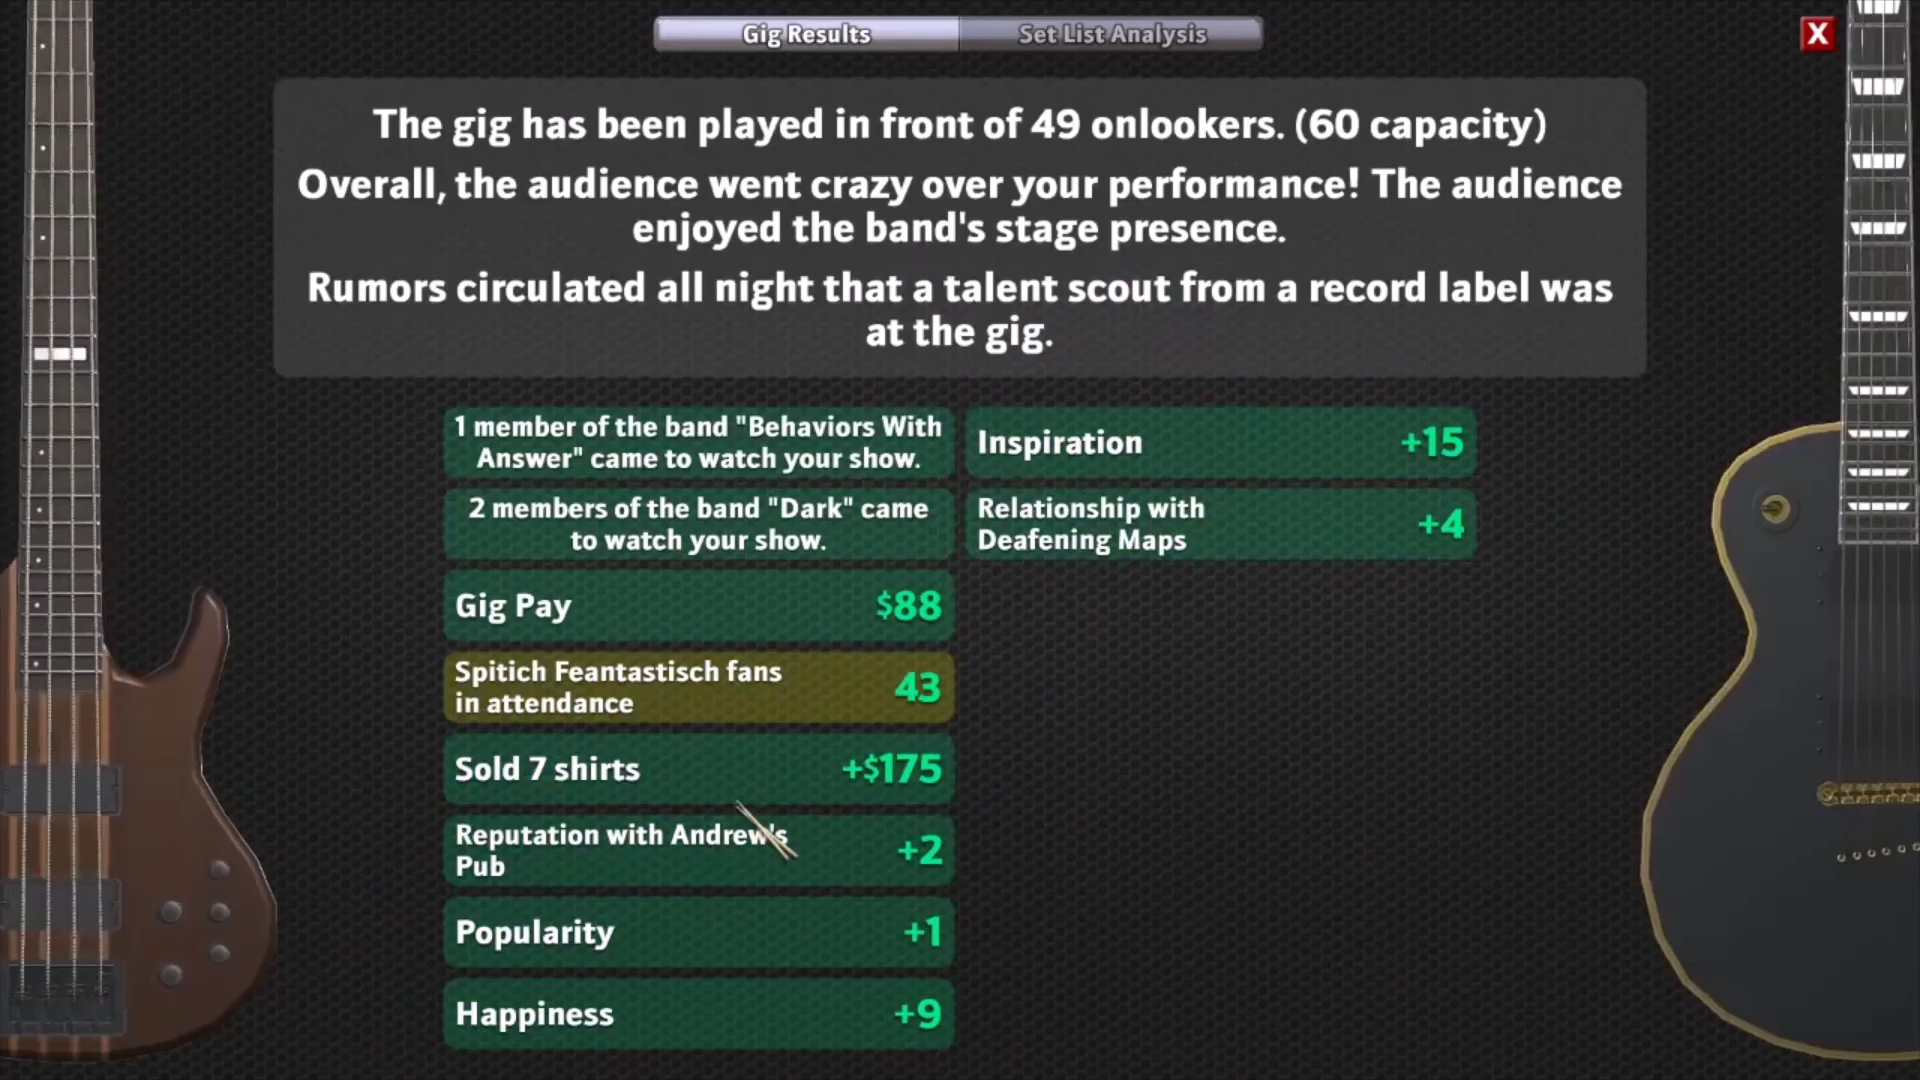 Gig Results
Set List Analysis
X
The gig has been played in front of 49 onlookers. (60 capacity)
Overall, the audience went crazy over your performance! The audience
enjoyed the band's stage presence.
Rumors circulated all night that a talent scout from a record label was
at the gig.
1 member of the band "Behaviors With
Answer" came to watch your show.
2 members of the band "Dark" came
to watch your show.
Gig Pay $88
Spitich Feantastisch fans
in attendance 43
Sold 7 shirts +$175
Reputation with Andrew's
Pub +2
Popularity +1
Happiness +9
Inspiration +15
Relationship with
Deafening Maps +4